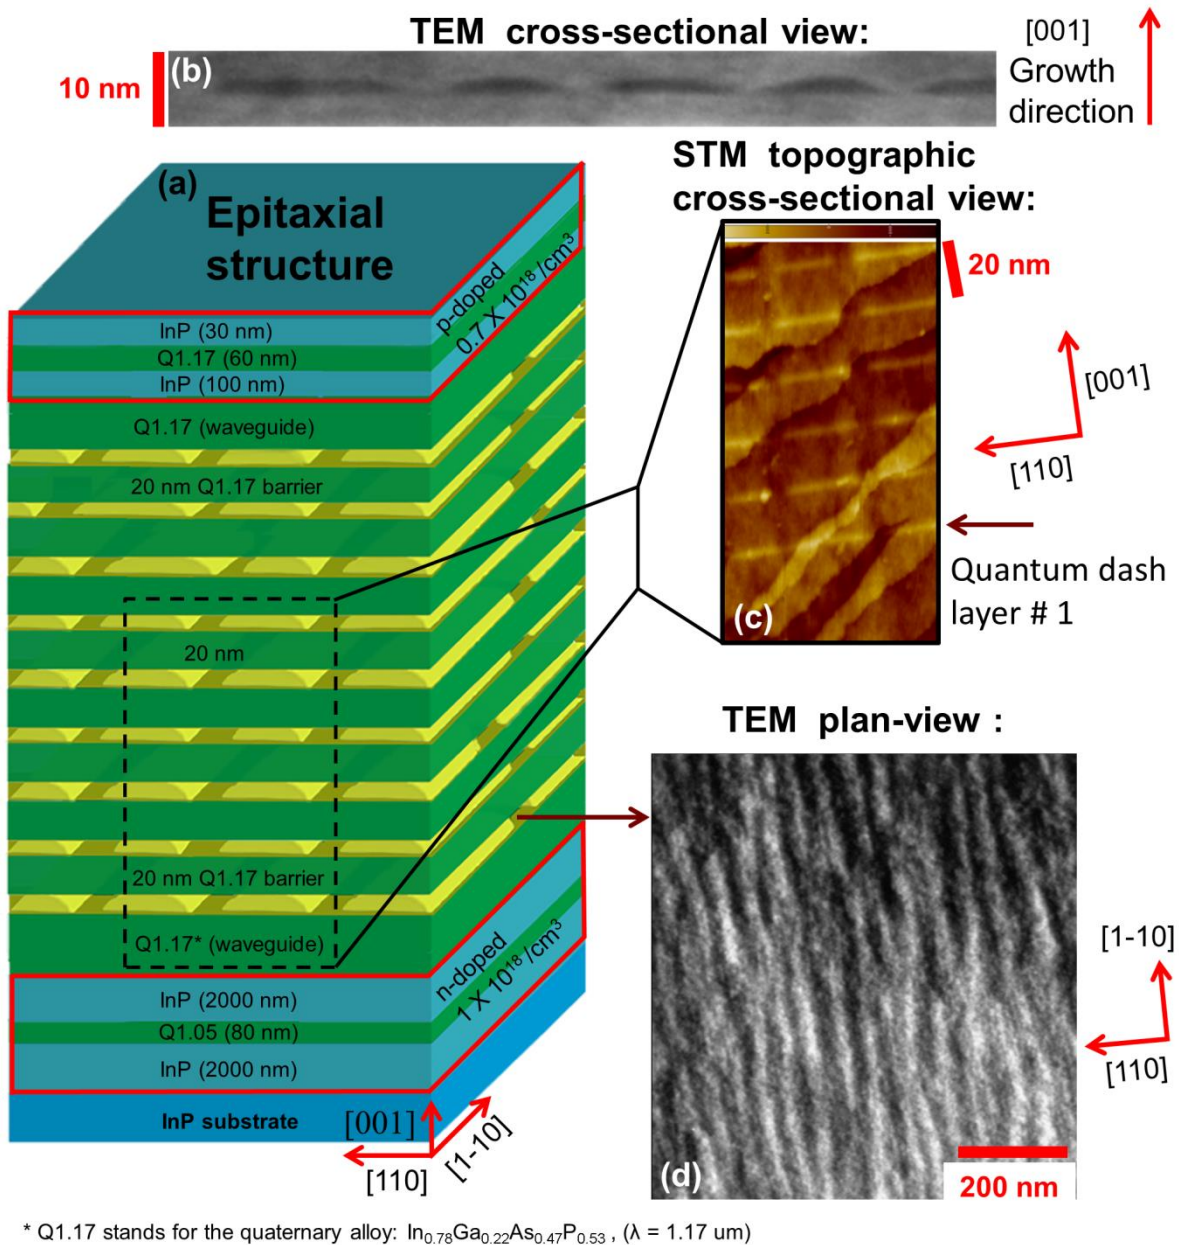 TEM cross-sectional view:
[001]
Growth
direction
10 nm
(b)
STM topographic
cross-sectional view:
(a)
Epitaxial
structure
p-doped
0.7 X 10¹⁸/cm³
InP (30 nm)
Q1.17 (60 nm)
InP (100 nm)
Q1.17 (waveguide)
20 nm Q1.17 barrier
20 nm
20 nm Q1.17 barrier
Q1.17* (waveguide)
n-doped
1 X 10¹⁸/cm³
InP (2000 nm)
Q1.05 (80 nm)
InP (2000 nm)
InP substrate
[001]
[110]
[1-10]
20 nm
[001]
[110]
Quantum dash
layer # 1
(c)
TEM plan-view :
[1-10]
[110]
(d)
200 nm
* Q1.17 stands for the quaternary alloy: In₀.₇₈Ga₀.₂₂As₀.₄₇P₀.₅₃ , (λ = 1.17 um)